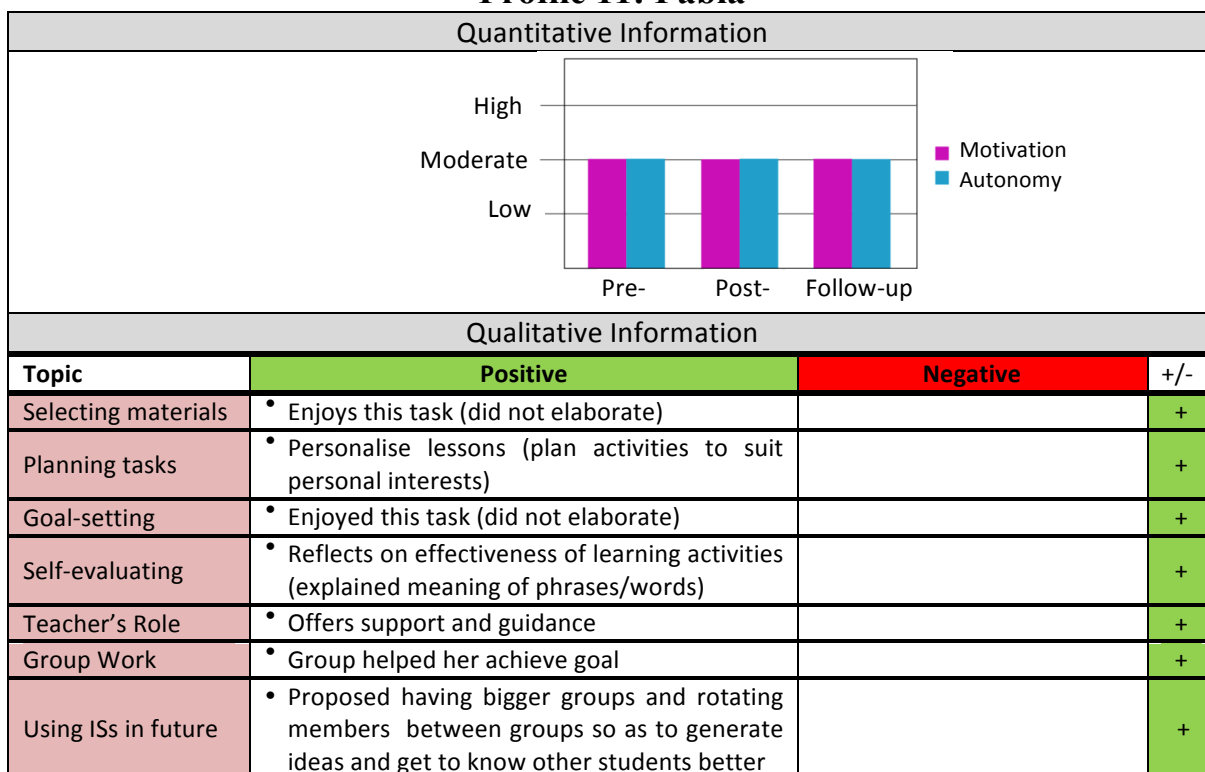 Quantitative Information
High
Moderate
Low
Motivation
Autonomy
Pre- Post- Follow-up
Qualitative Information
Topic Positive Negative +/-
Selecting materials • Enjoys this task (did not elaborate) +
Planning tasks • Personalise lessons (plan activities to suit
personal interests) +
Goal-setting • Enjoyed this task (did not elaborate) +
Self-evaluating • Reflects on effectiveness of learning activities
(explained meaning of phrases/words) +
Teacher’s Role • Offers support and guidance +
Group Work • Group helped her achieve goal +
Using ISs in future • Proposed having bigger groups and rotating
members between groups so as to generate
ideas and get to know other students better +